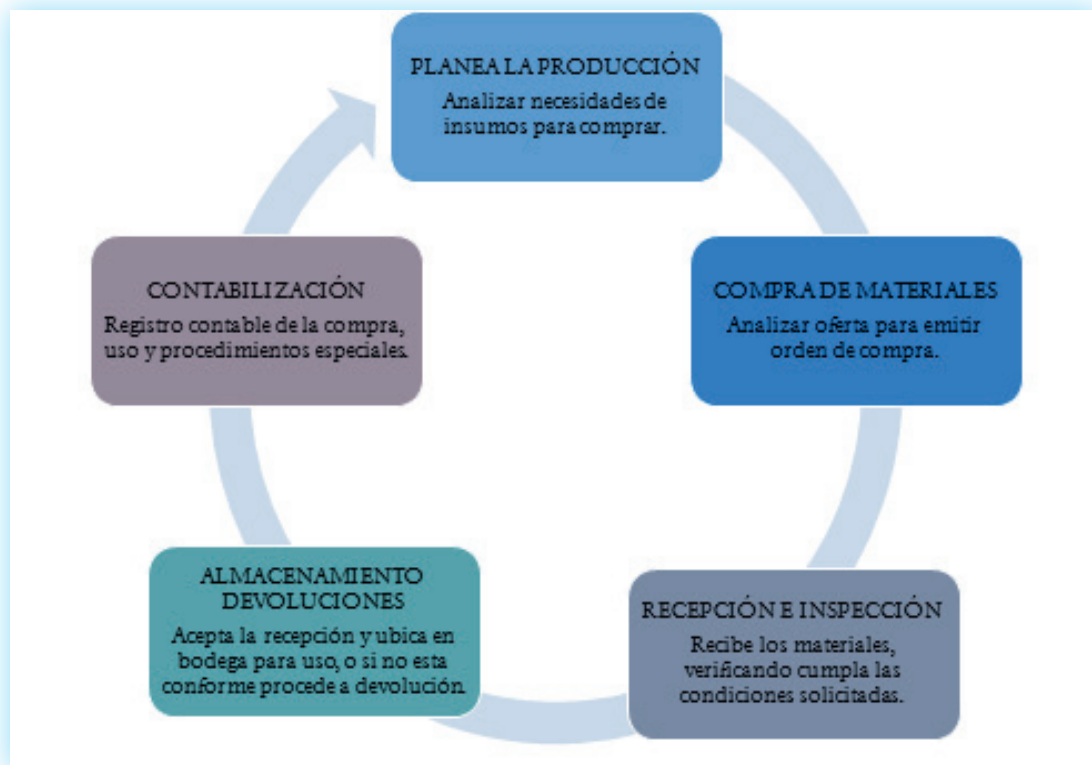 PLANEA LA PRODUCCIÓN
Analizar necesidades de
insumos para comprar.
COMPRA DE MATERIALES
Analizar oferta para emitir
orden de compra.
RECEPCIÓN E INSPECCIÓN
Recibe los materiales,
verificando cumpla las
condiciones solicitadas.
ALMACENAMIENTO
DEVOLUCIONES
Acepta la recepción y ubica en
bodega para uso, o si no esta
conforme procede a devolución.
CONTABILIZACIÓN
Registro contable de la compra,
uso y procedimientos especiales.